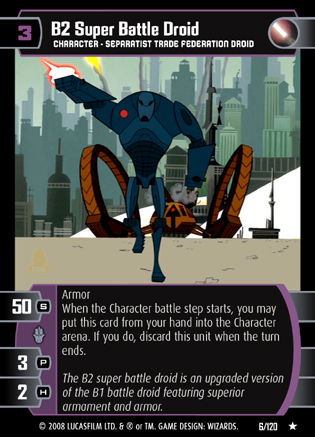 3 B2 Super Battle Droid
CHARACTER - SEPARATIST TRADE FEDERATION DROID
50 S
3 P
2 H
Armor
When the Character battle step starts, you may
put this card from your hand into the Character
arena. If you do, discard this unit when the turn
ends.
The B2 super battle droid is an upgraded version
of the B1 battle droid featuring superior
armament and armor.
© 2008 LUCASFILM LTD. & ® or TM. GAME DESIGN: WIZARDS. 6/120 ★